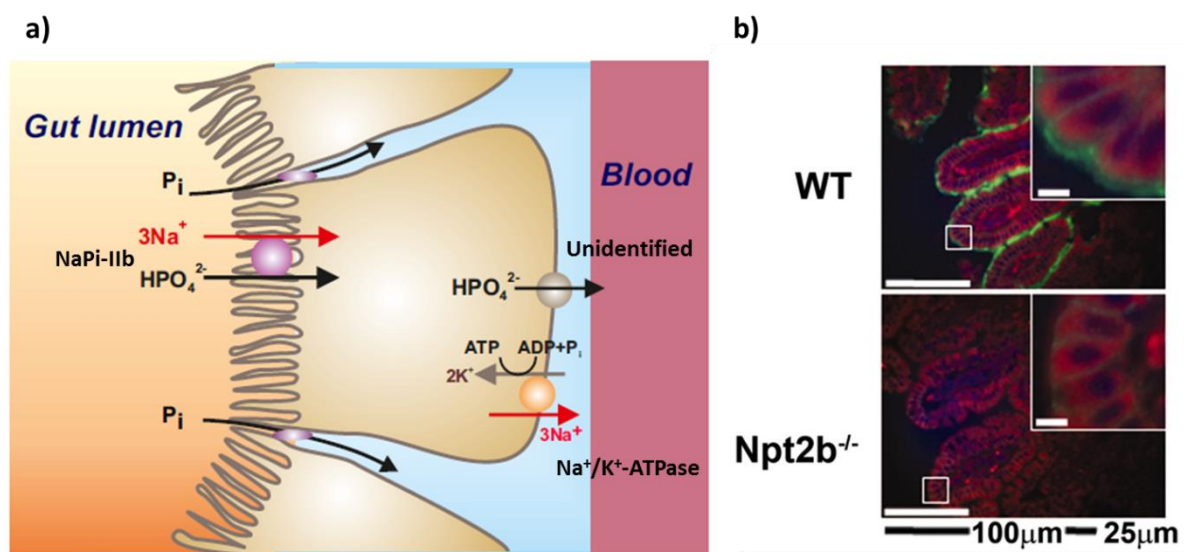 a)
Gut lumen
Pi
3Na⁺
NaPi-IIb
HPO₄²⁻
Pi
Blood
Unidentified
HPO₄²⁻
ATP ADP+Pi
2K⁺
3Na⁺
Na⁺/K⁺-ATPase
b)
WT
Npt2b⁻/⁻
100μm 25μm